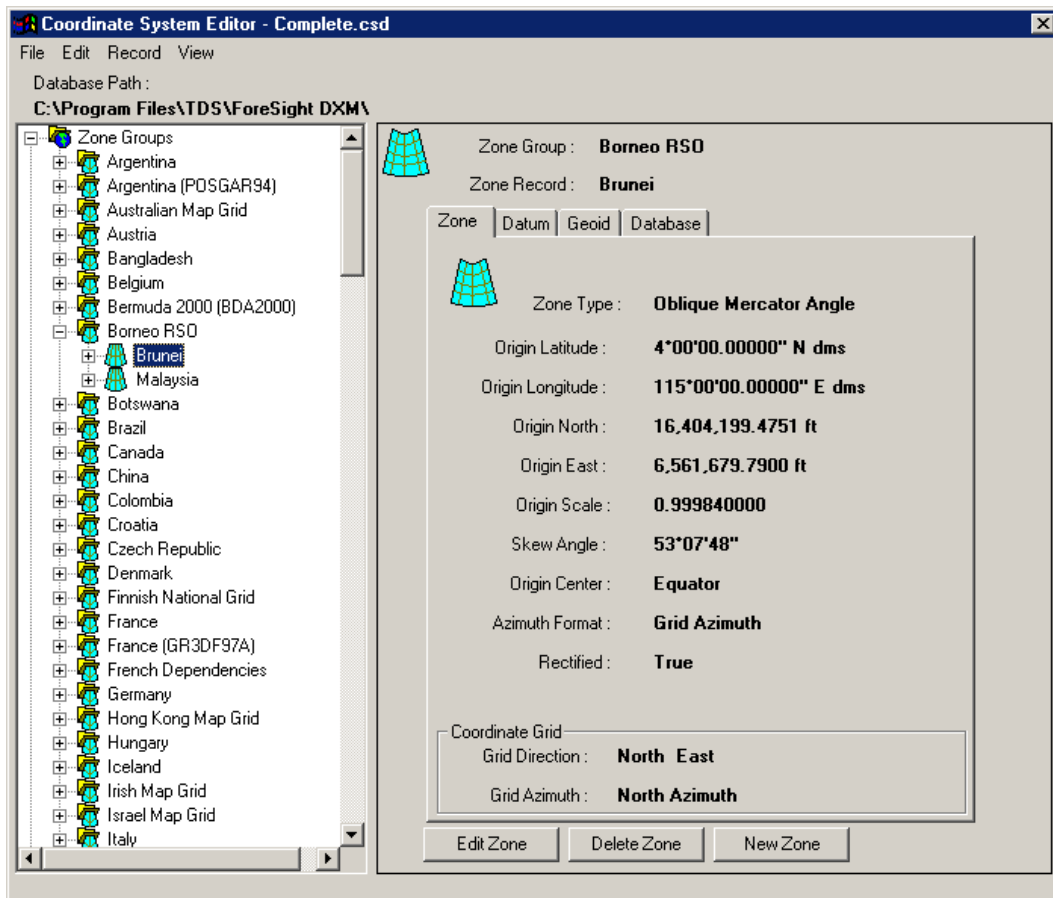 Coordinate System Editor - Complete.csd
File Edit Record View
Database Path :
C:\Program Files\TDS\ForeSight DXM\
Zone Groups
Argentina
Argentina (POSGAR94)
Australian Map Grid
Austria
Bangladesh
Belgium
Bermuda 2000 (BDA2000)
Borneo RSO
Brunei
Malaysia
Botswana
Brazil
Canada
China
Colombia
Croatia
Czech Republic
Denmark
Finnish National Grid
France
France (GR3DF97A)
French Dependencies
Germany
Hong Kong Map Grid
Hungary
Iceland
Irish Map Grid
Israel Map Grid
Italy
Zone Group : Borneo RSO
Zone Record : Brunei
Zone Datum Geoid Database
Zone Type : Oblique Mercator Angle
Origin Latitude : 4°00'00.00000" N dms
Origin Longitude : 115°00'00.00000" E dms
Origin North : 16,404,199.4751 ft
Origin East : 6,561,679.7900 ft
Origin Scale : 0.999840000
Skew Angle : 53°07'48"
Origin Center : Equator
Azimuth Format : Grid Azimuth
Rectified : True
Coordinate Grid
Grid Direction : North East
Grid Azimuth : North Azimuth
Edit Zone Delete Zone New Zone